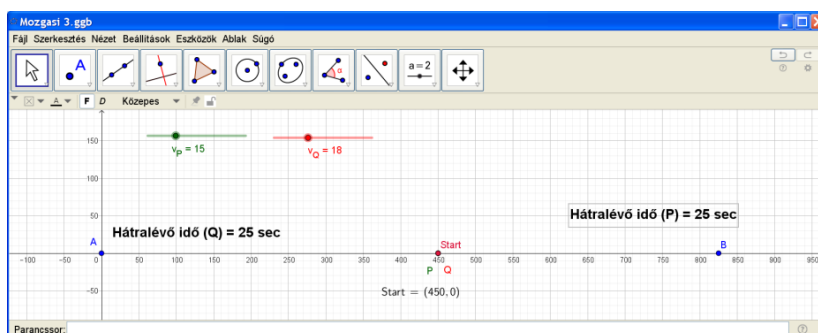 Mozgasi 3.ggb
Fájl Szerkesztés Nézet Beállítások Eszközök Ablak Súgó
A
α
a=2
A F D Közepes
150
v_P = 15
v_Q = 18
100
50
Hátralévő idő (P) = 25 sec
Hátralévő idő (Q) = 25 sec
A Start B
-100 -50 0 50 100 150 200 250 300 350 400 450 500 550 600 650 700 750 800 850 900 950
P Q
Start = (450,0)
-50
Parancssor: